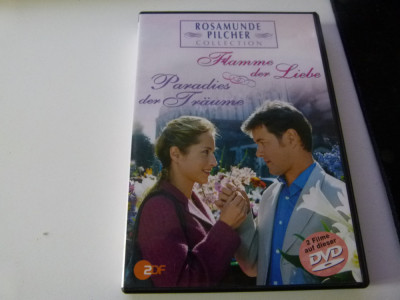 ROSAMUNDE
PILCHER
COLLECTION
Flamme
der Liebe
Paradies
der Träume
2 Filme
auf dieser
DVD
ZDF